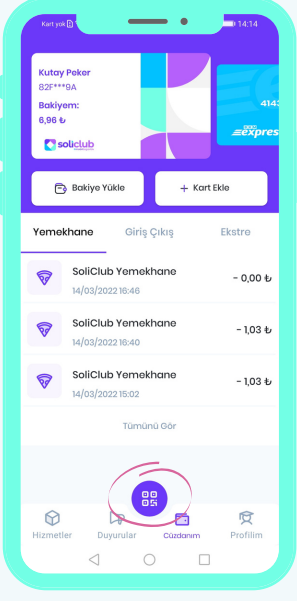 Kart yok
14:14
Kutay Peker
82F***9A
Bakiyem:
6,96 ₺
soliclub
414
express
Bakiye Yükle
+ Kart Ekle
Yemekhane
Giriş Çıkış
Ekstre
SoliClub Yemekhane
14/03/2022 16:46
- 0,00 ₺
SoliClub Yemekhane
14/03/2022 16:40
- 1,03 ₺
SoliClub Yemekhane
14/03/2022 15:02
- 1,03 ₺
Tümünü Gör
Hizmetler
Duyurular
Cüzdanım
Profilim